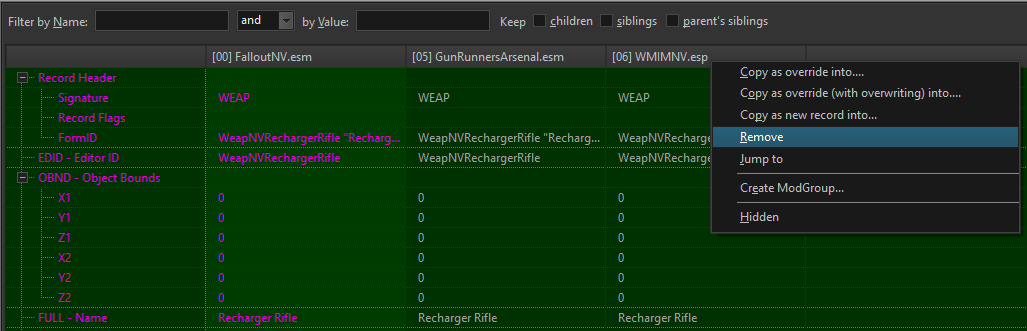 Filter by Name: and by Value: Keep children siblings parent's siblings
[00] FalloutNV.esm [05] GunRunnersArsenal.esm [06] WMIMNV.esp
Record Header
Signature WEAP WEAP WEAP
Record Flags
FormID WeapNVRechargerRifle "Recharg... WeapNVRechargerRifle "Recharg... WeapNVRechargerRifle
EDID - Editor ID WeapNVRechargerRifle WeapNVRechargerRifle WeapNVRechargerRifle
OBND - Object Bounds
X1 0 0 0
Y1 0 0 0
Z1 0 0 0
X2 0 0 0
Y2 0 0 0
Z2 0 0 0
FULL - Name Recharger Rifle Recharger Rifle Recharger Rifle
Copy as override into....
Copy as override (with overwriting) into....
Copy as new record into...
Remove
Jump to
Create ModGroup...
Hidden